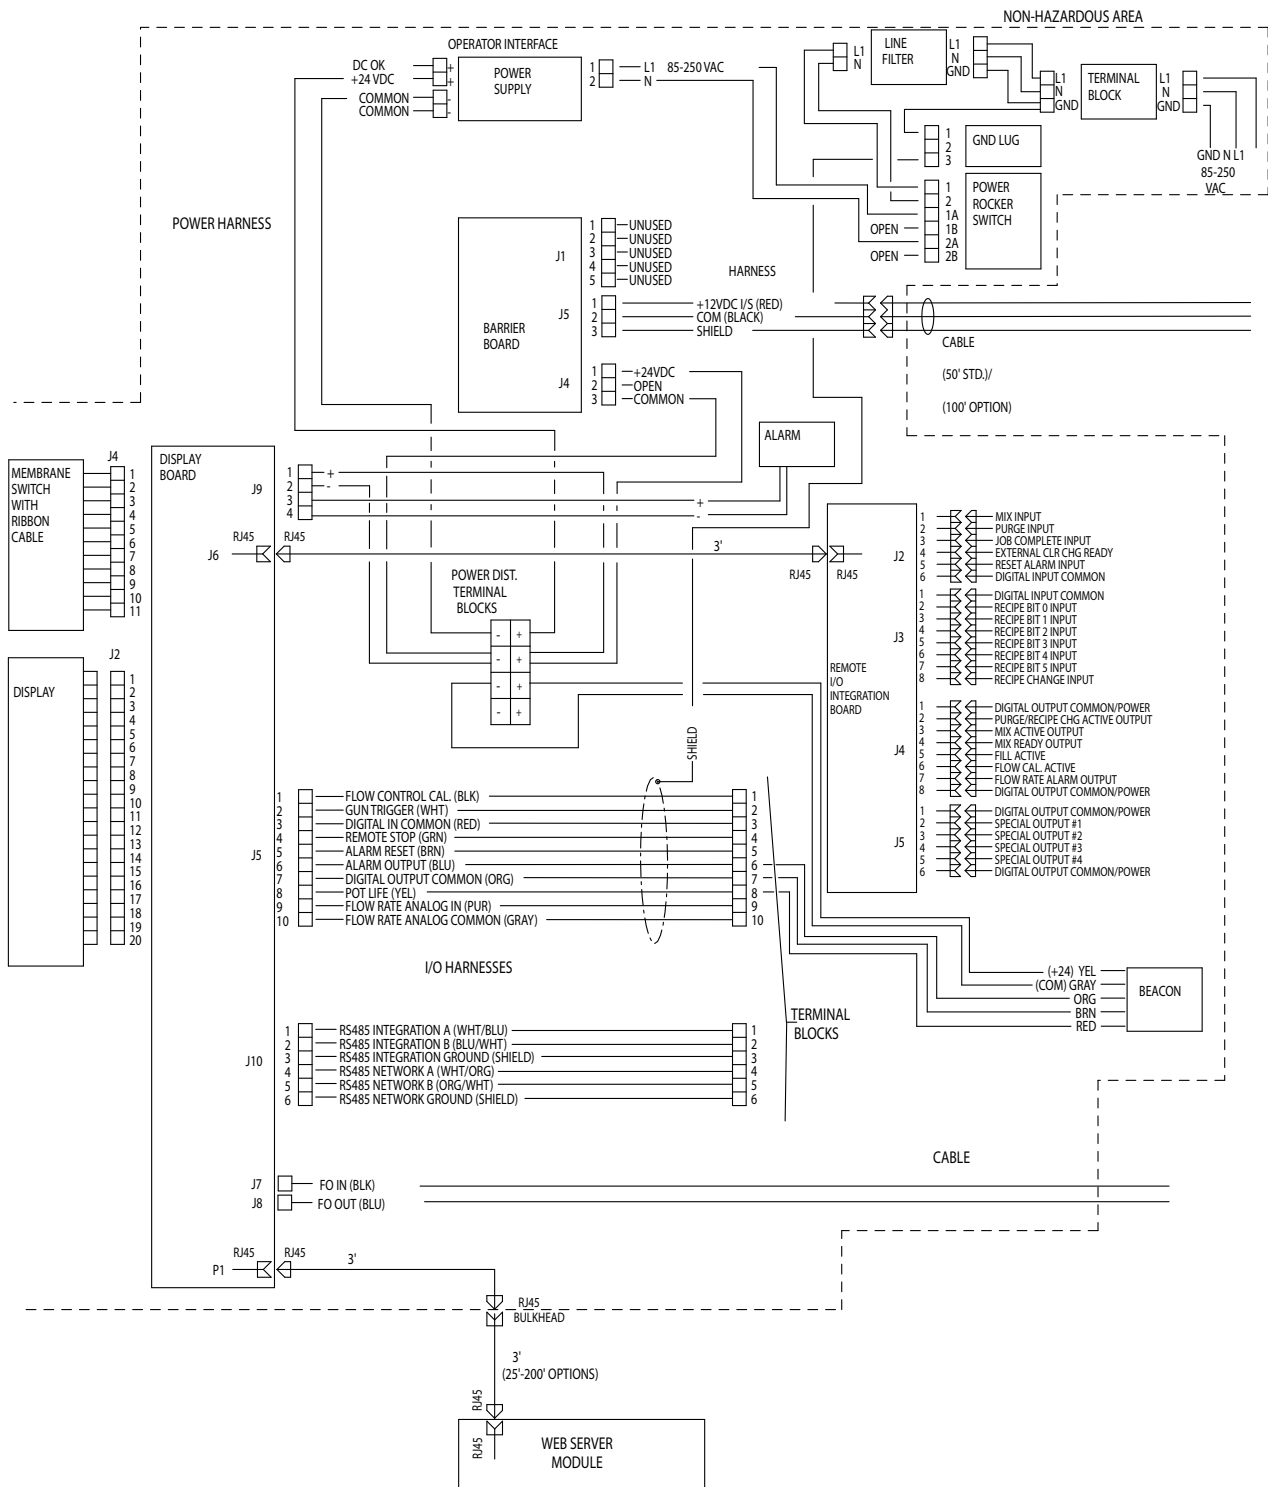 NON-HAZARDOUS AREA
OPERATOR INTERFACE
DC OK
+24 VDC
COMMON
COMMON
+
+
-
-
POWER
SUPPLY
1
2
L1 85-250 VAC
N
L1
N
LINE
FILTER
L1
N
GND
L1
N
GND
TERMINAL
BLOCK
L1
N
GND
GND N L1
85-250
VAC
1
2
3
GND LUG
1
2
1A
1B
2A
2B
OPEN
OPEN
POWER
ROCKER
SWITCH
POWER HARNESS
BARRIER
BOARD
J1
1 UNUSED
2 UNUSED
3 UNUSED
4 UNUSED
5 UNUSED
HARNESS
J5
1 +12VDC I/S (RED)
2 COM (BLACK)
3 SHIELD
J4
1 +24VDC
2 OPEN
3 COMMON
CABLE
(50' STD.)/
(100' OPTION)
ALARM
+
-
MEMBRANE
SWITCH
WITH
RIBBON
CABLE
J4
1
2
3
4
5
6
7
8
9
10
11
DISPLAY
BOARD
J9
1 +
2 -
3
4
J6
RJ45
RJ45
3'
RJ45
RJ45
POWER DIST.
TERMINAL
BLOCKS
- +
- +
- +
- +
SHIELD
REMOTE
I/O
INTEGRATION
BOARD
J2
1 MIX INPUT
2 PURGE INPUT
3 JOB COMPLETE INPUT
4 EXTERNAL CLR CHG READY
5 RESET ALARM INPUT
6 DIGITAL INPUT COMMON
J3
1 DIGITAL INPUT COMMON
2 RECIPE BIT 0 INPUT
3 RECIPE BIT 1 INPUT
4 RECIPE BIT 2 INPUT
5 RECIPE BIT 3 INPUT
6 RECIPE BIT 4 INPUT
7 RECIPE BIT 5 INPUT
8 RECIPE CHANGE INPUT
J4
1 DIGITAL OUTPUT COMMON/POWER
2 PURGE/RECIPE CHG ACTIVE OUTPUT
3 MIX ACTIVE OUTPUT
4 MIX READY OUTPUT
5 FILL ACTIVE
6 FLOW CAL. ACTIVE
7 FLOW RATE ALARM OUTPUT
8 DIGITAL OUTPUT COMMON/POWER
J5
1 DIGITAL OUTPUT COMMON/POWER
2 SPECIAL OUTPUT #1
3 SPECIAL OUTPUT #2
4 SPECIAL OUTPUT #3
5 SPECIAL OUTPUT #4
6 DIGITAL OUTPUT COMMON/POWER
DISPLAY
J2
1
2
3
4
5
6
7
8
9
10
11
12
13
14
15
16
17
18
19
20
J5
1 FLOW CONTROL CAL. (BLK) 1
2 GUN TRIGGER (WHT) 2
3 DIGITAL IN COMMON (RED) 3
4 REMOTE STOP (GRN) 4
5 ALARM RESET (BRN) 5
6 ALARM OUTPUT (BLU) 6
7 DIGITAL OUTPUT COMMON (ORG) 7
8 POT LIFE (YEL) 8
9 FLOW RATE ANALOG IN (PUR) 9
10 FLOW RATE ANALOG COMMON (GRAY) 10
I/O HARNESSES
(+24) YEL
(COM) GRAY
ORG
BRN
RED
BEACON
TERMINAL
BLOCKS
J10
1 RS485 INTEGRATION A (WHT/BLU) 1
2 RS485 INTEGRATION B (BLU/WHT) 2
3 RS485 INTEGRATION GROUND (SHIELD) 3
4 RS485 NETWORK A (WHT/ORG) 4
5 RS485 NETWORK B (ORG/WHT) 5
6 RS485 NETWORK GROUND (SHIELD) 6
CABLE
J7 FO IN (BLK)
J8 FO OUT (BLU)
P1
RJ45
RJ45
3'
RJ45
BULKHEAD
3'
(25'-200' OPTIONS)
RJ45
RJ45
WEB SERVER
MODULE